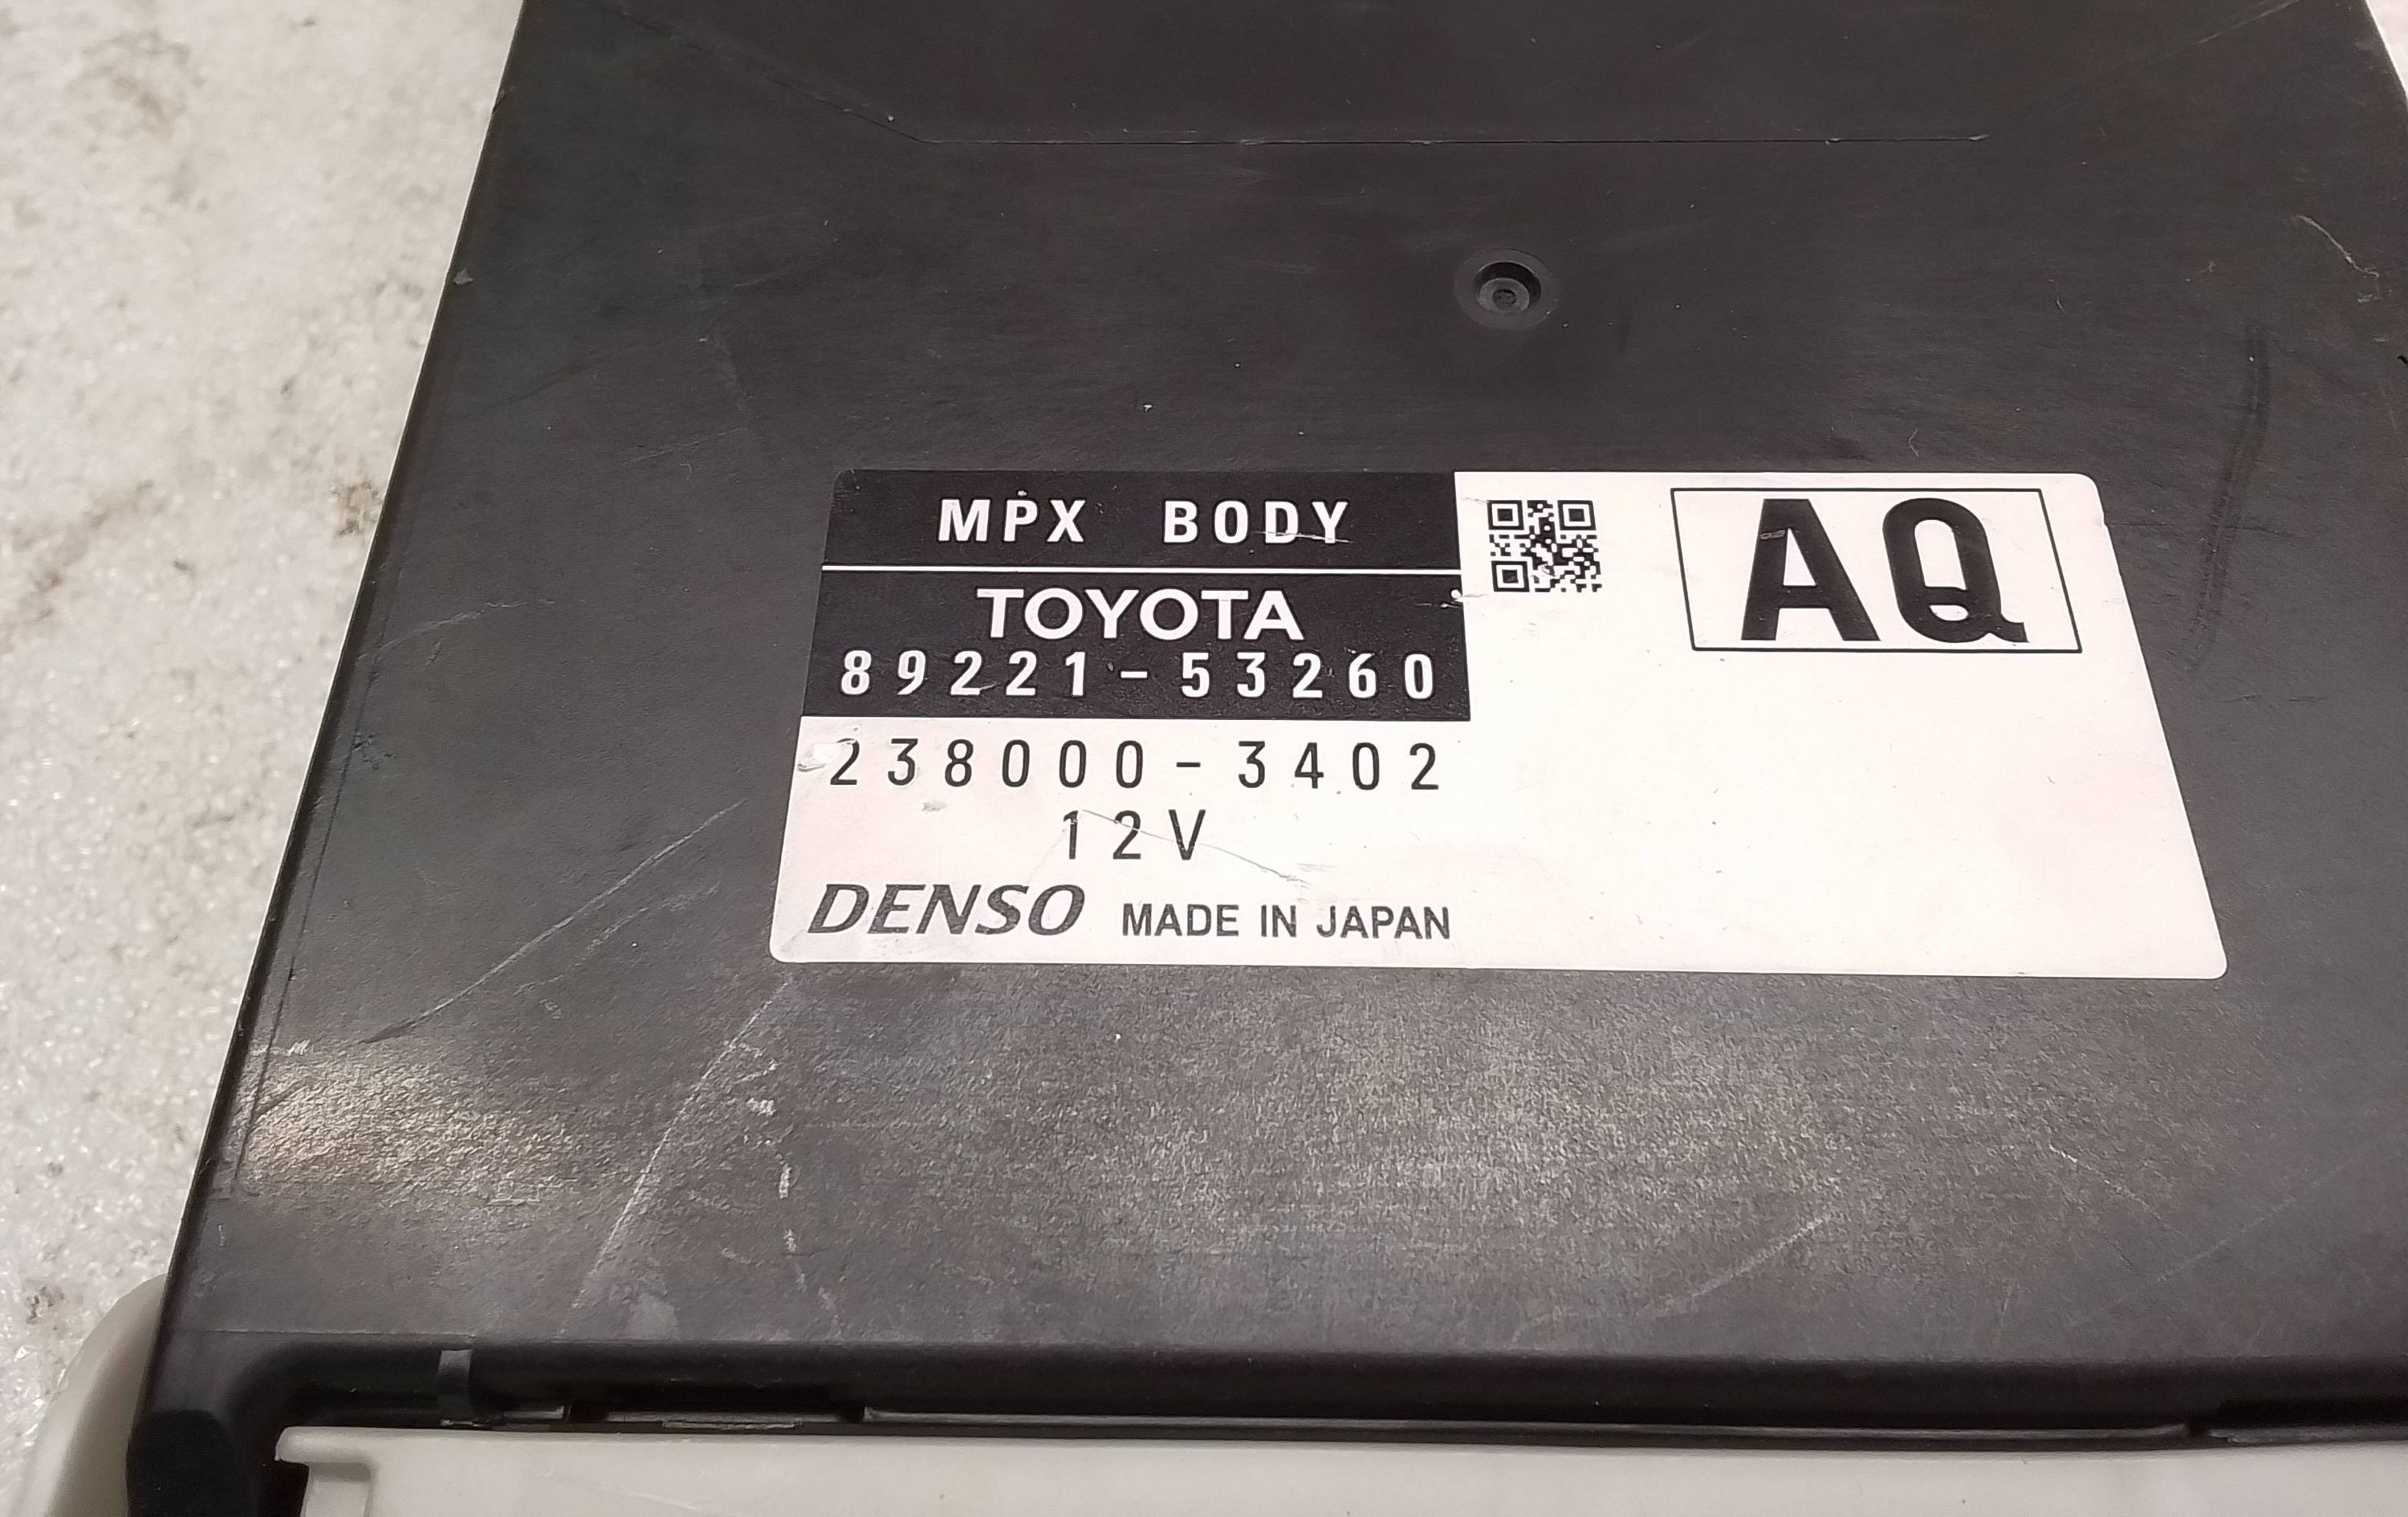 MPX BODY
TOYOTA
89221-53260
238000-3402
12V
DENSO MADE IN JAPAN
AQ